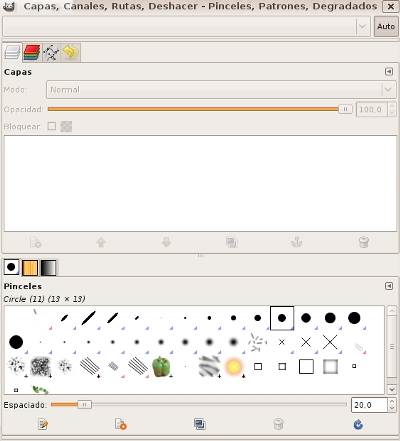 Capas, Canales, Rutas, Deshacer - Pinceles, Patrones, Degradados
Auto
Capas
Modo: Normal
Opacidad: 100,0
Bloquear:
Pinceles
Circle (11) (13 × 13)
Espaciado: 20,0